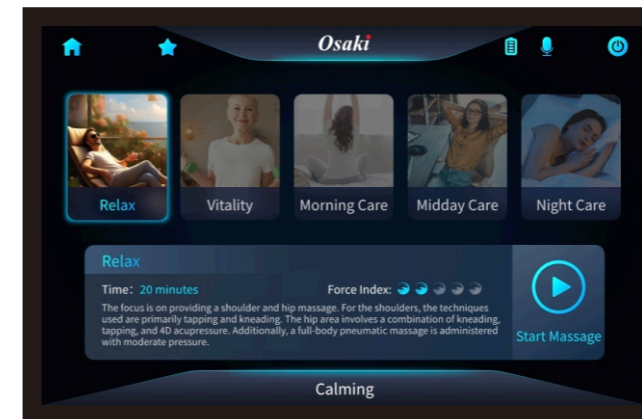 Osaki
Relax
Vitality
Morning Care
Midday Care
Night Care
Relax
Time: 20 minutes
Force Index:
The focus is on providing a shoulder and hip massage. For the shoulders, the techniques
used are primarily tapping and kneading. The hip area involves a combination of kneading,
tapping, and 4D acupressure. Additionally, a full-body pneumatic massage is administered
with moderate pressure.
Start Massage
Calming